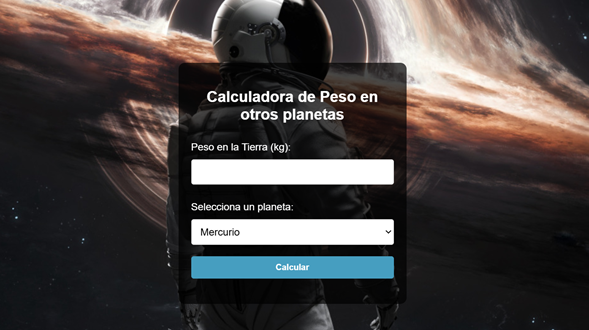 Calculadora de Peso en
otros planetas
Peso en la Tierra (kg):
Selecciona un planeta:
Mercurio
Calcular